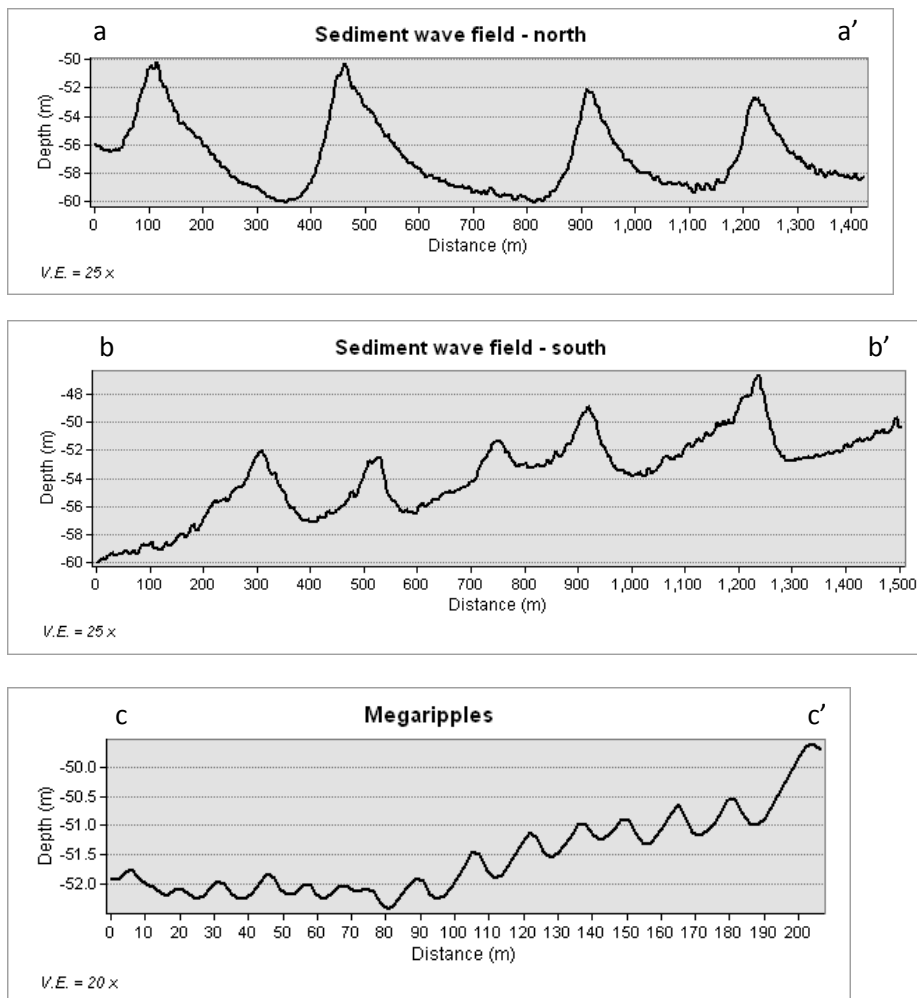 a Sediment wave field - north a’
Depth (m)
-50
-52
-54
-56
-58
-60
0 100 200 300 400 500 600 700 800 900 1,000 1,100 1,200 1,300 1,400
Distance (m)
V.E. = 25 x
b Sediment wave field - south b’
Depth (m)
-48
-50
-52
-54
-56
-58
-60
0 100 200 300 400 500 600 700 800 900 1,000 1,100 1,200 1,300 1,400 1,500
Distance (m)
V.E. = 25 x
c Megaripples c’
Depth (m)
-50.0
-50.5
-51.0
-51.5
-52.0
0 10 20 30 40 50 60 70 80 90 100 110 120 130 140 150 160 170 180 190 200
Distance (m)
V.E. = 20 x